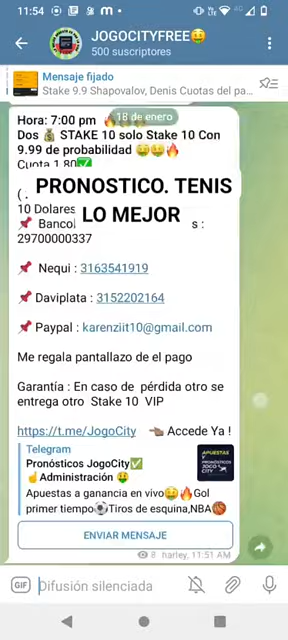 11:54
JOGOCITYFREE🤑
500 suscriptores
Mensaje fijado
Stake 9.9 Shapovalov, Denis Cuotas del pa...
18 de enero
Hora: 7:00 pm 🔥
Dos 💰 STAKE 10 solo Stake 10 Con
9.99 de probabilidad 🤑🤑🔥
Cuota 1.80✅
PRONOSTICO. TENIS
LO MEJOR
( .
10 Dolares
📌 Bancol s :
29700000337
📌 Nequi : 3163541919
📌 Daviplata : 3152202164
📌 Paypal : karenziit10@gmail.com
Me regala pantallazo de el pago
Garantía : En caso de pérdida otro se
entrega otro Stake 10 VIP
https://t.me/JogoCity 👈🏽 Accede Ya !
Telegram
Pronósticos JogoCity✅
☝️Administración 🤑
Apuestas a ganancia en vivo🤑🔥Gol
primer tiempo⚽Tiros de esquina,NBA🏀
APUESTAS
Y
PRONÓSTICOS
JOGO
CITY
ENVIAR MENSAJE
8 harley, 11:51 AM
GIF Difusión silenciada